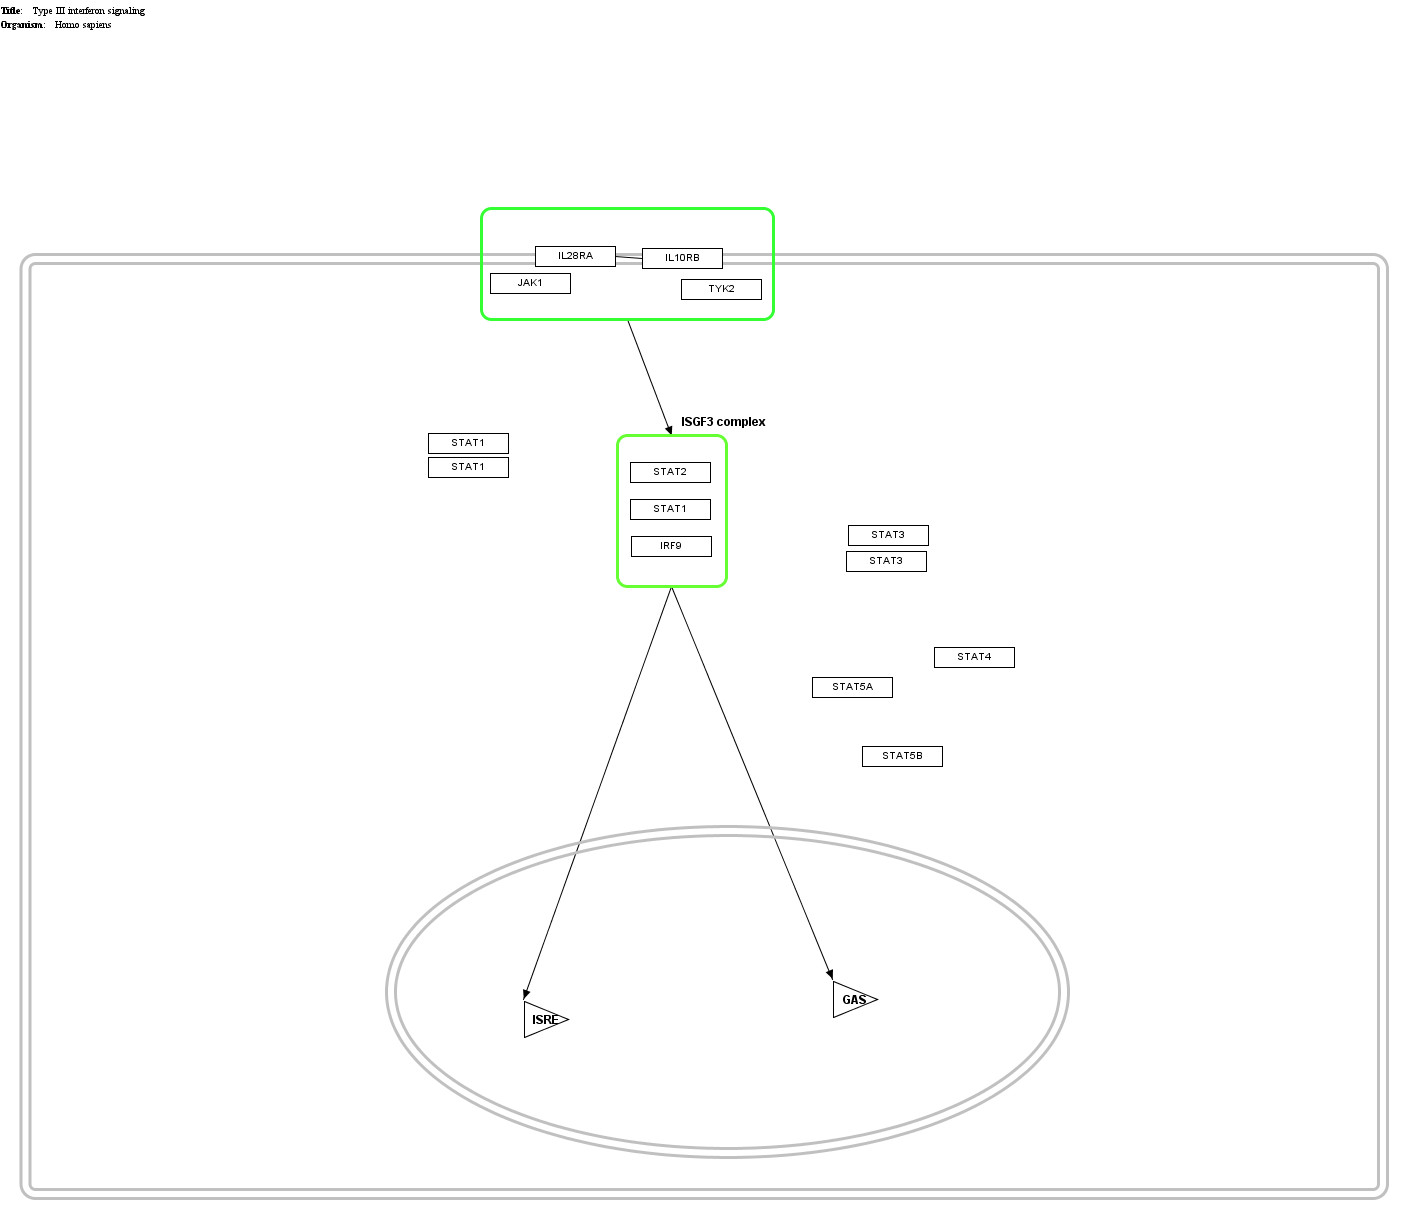 Title: Type III interferon signaling
Organism: Homo sapiens
IL28RA
IL10RB
JAK1
TYK2
ISGF3 complex
STAT1
STAT1
STAT2
STAT1
IRF9
STAT3
STAT3
STAT4
STAT5A
STAT5B
GAS
ISRE